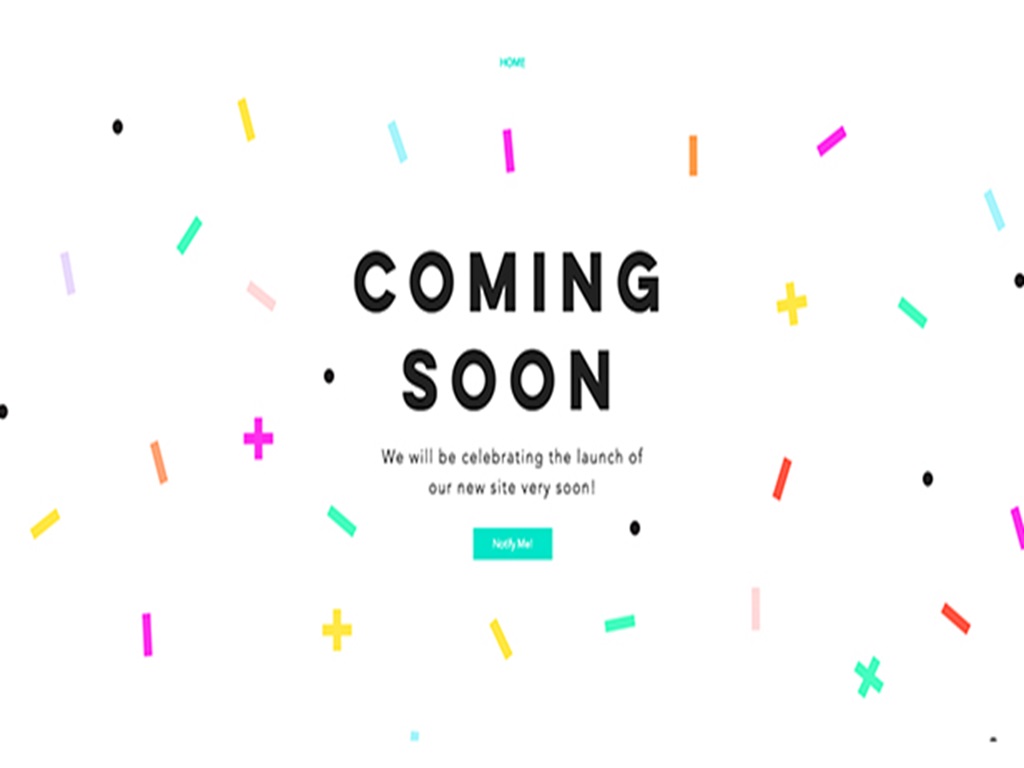 HOME
COMING
SOON
We will be celebrating the launch of
our new site very soon!
Notify Me!